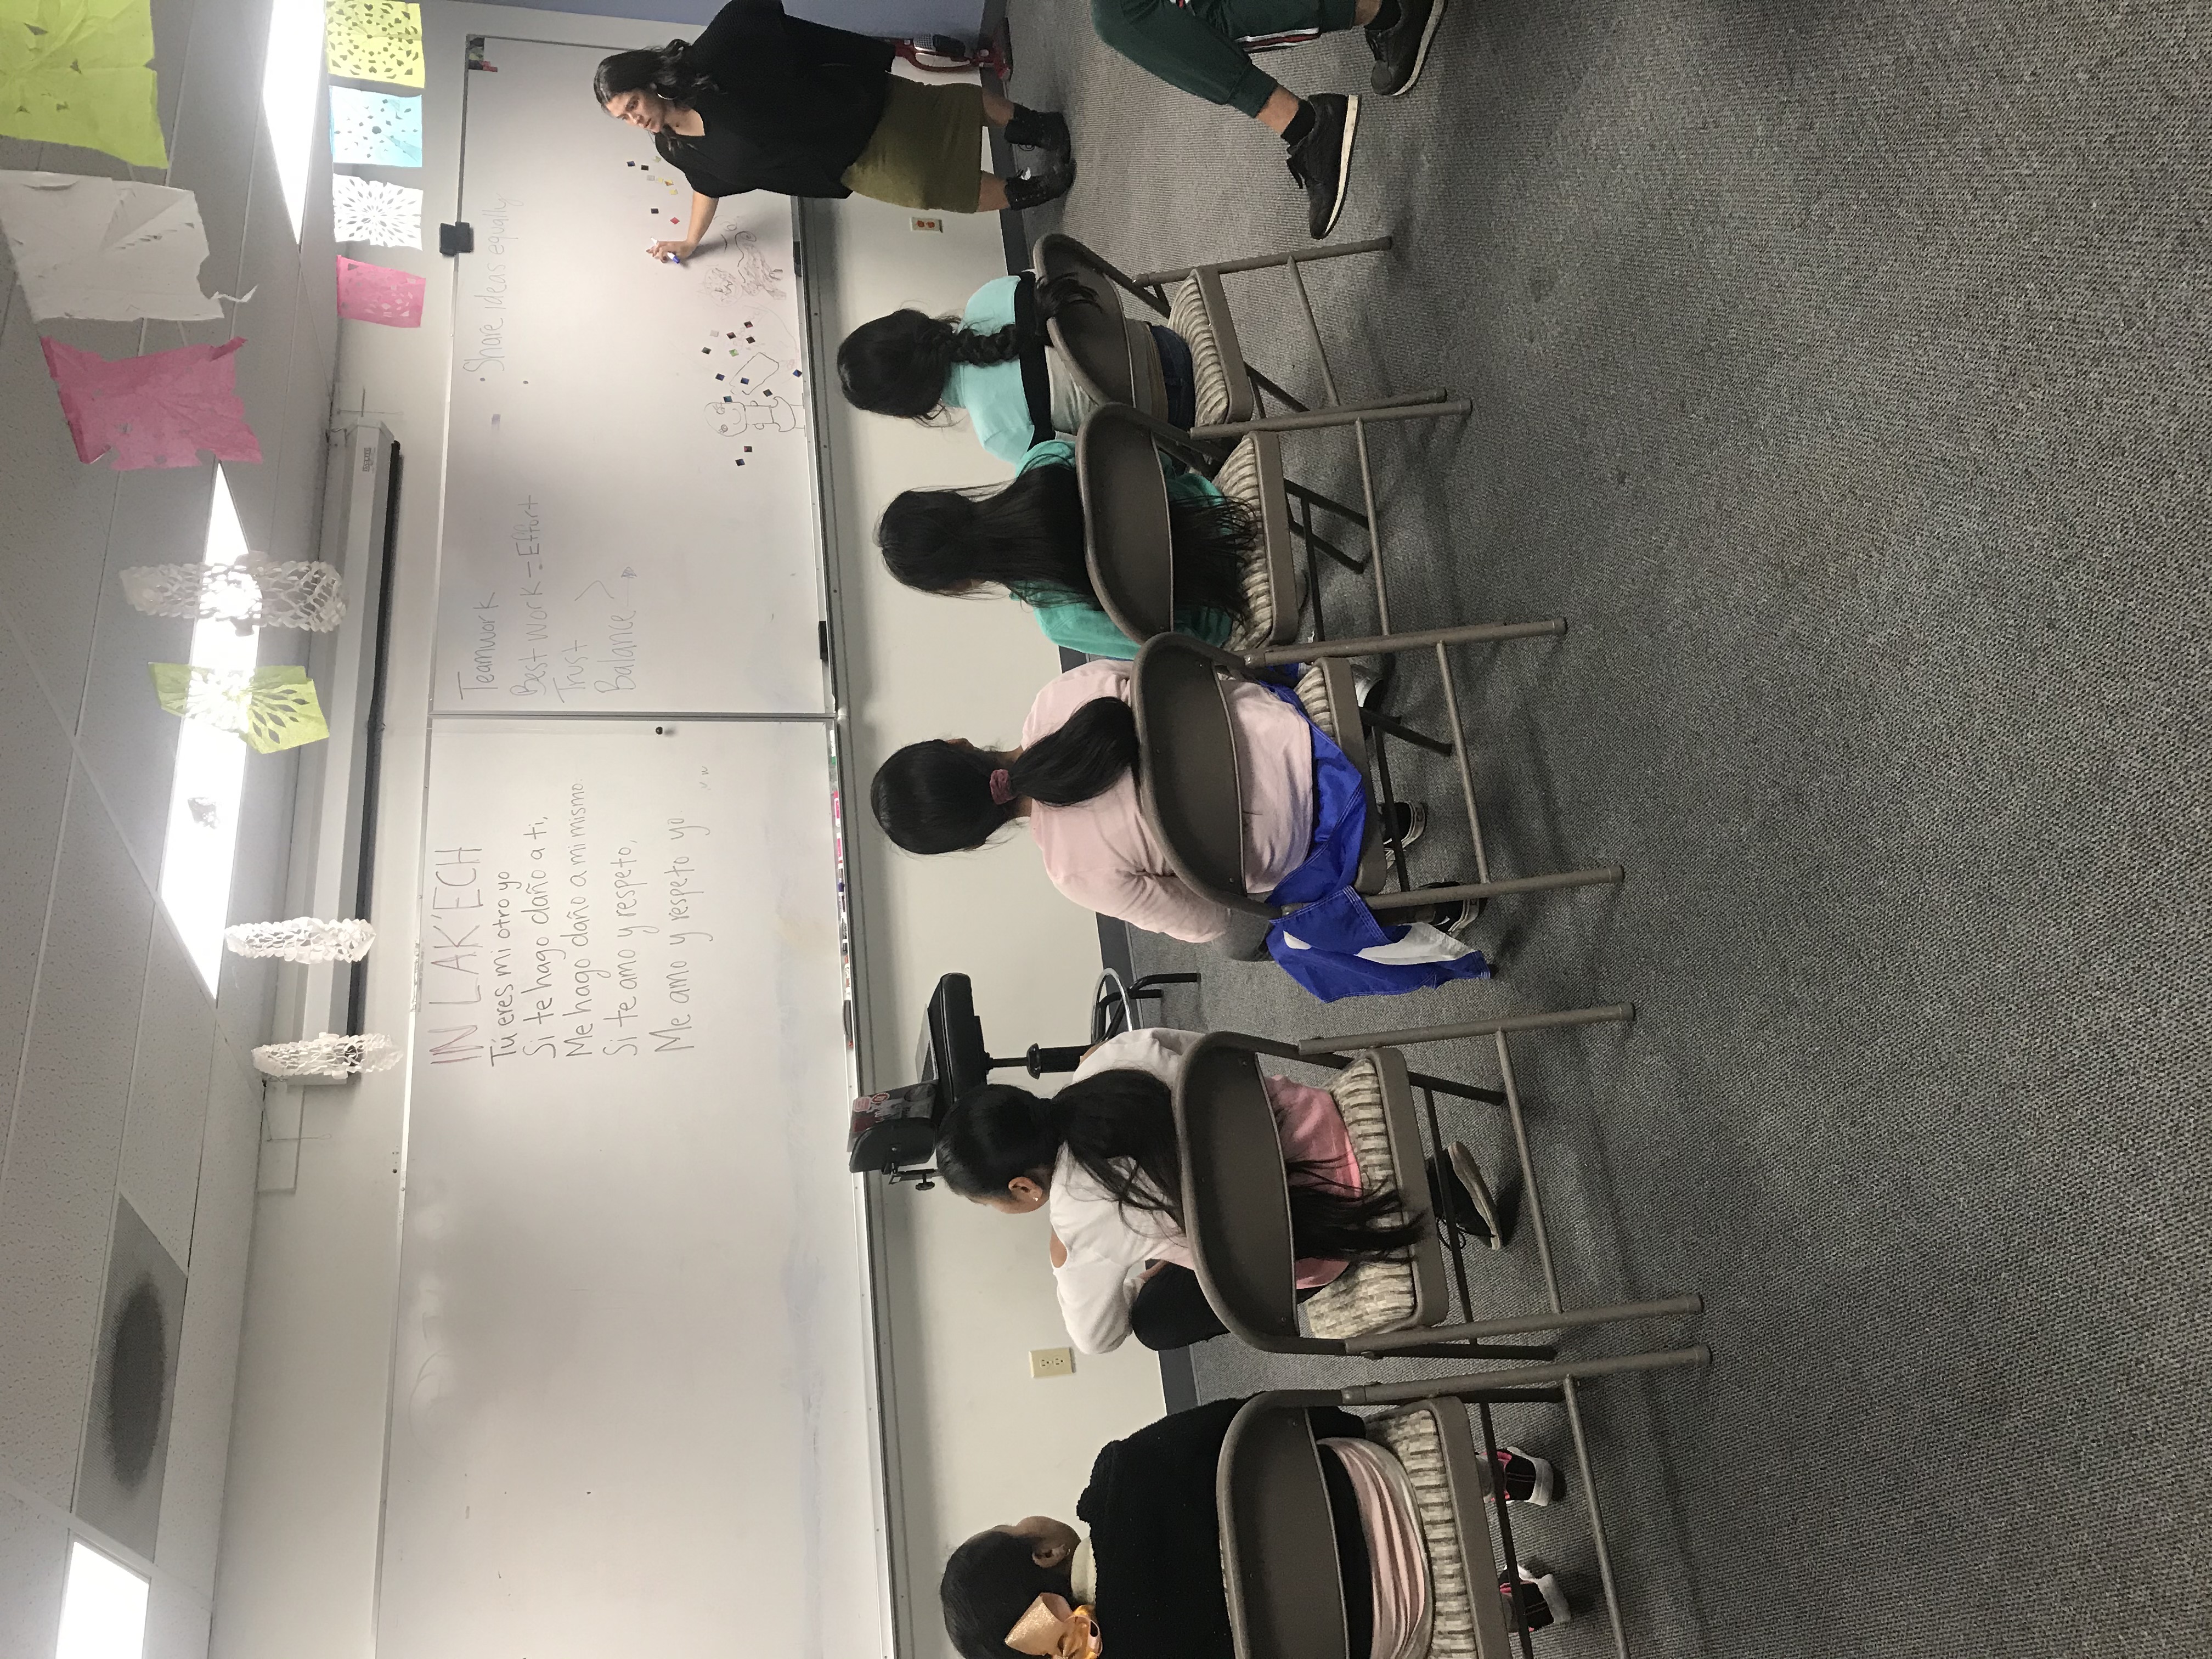 IN LAK'ECH
Tú eres mi otro yo
Si te hago daño a ti,
Me hago daño a mi mismo
Si te amo y respeto,
Me amo y respeto yo
Teamwork
Best Work = Effort
Trust
Balance
• Share ideas equally